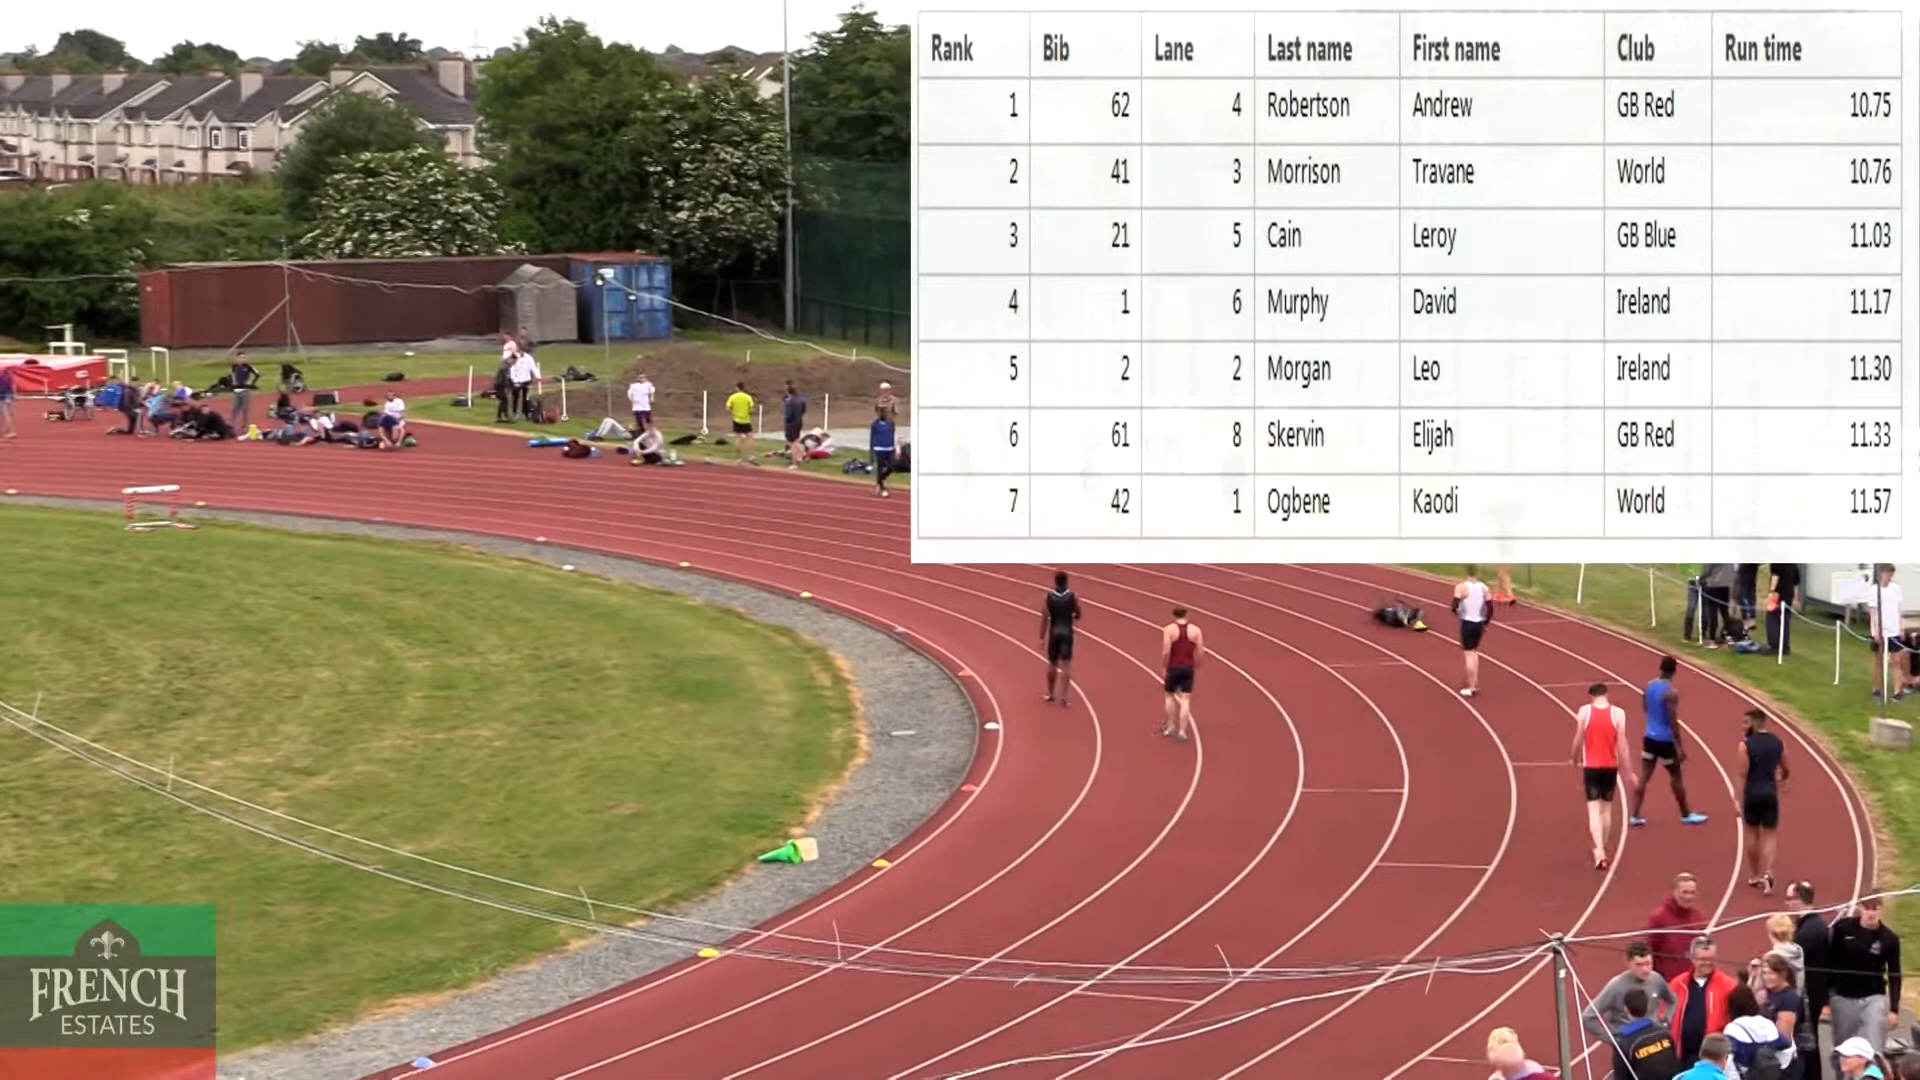 Rank Bib Lane Last name First name Club Run time
1 62 4 Robertson Andrew GB Red 10.75
2 41 3 Morrison Travane World 10.76
3 21 5 Cain Leroy GB Blue 11.03
4 1 6 Murphy David Ireland 11.17
5 2 2 Morgan Leo Ireland 11.30
6 61 8 Skervin Elijah GB Red 11.33
7 42 1 Ogbene Kaodi World 11.57
FRENCH
ESTATES